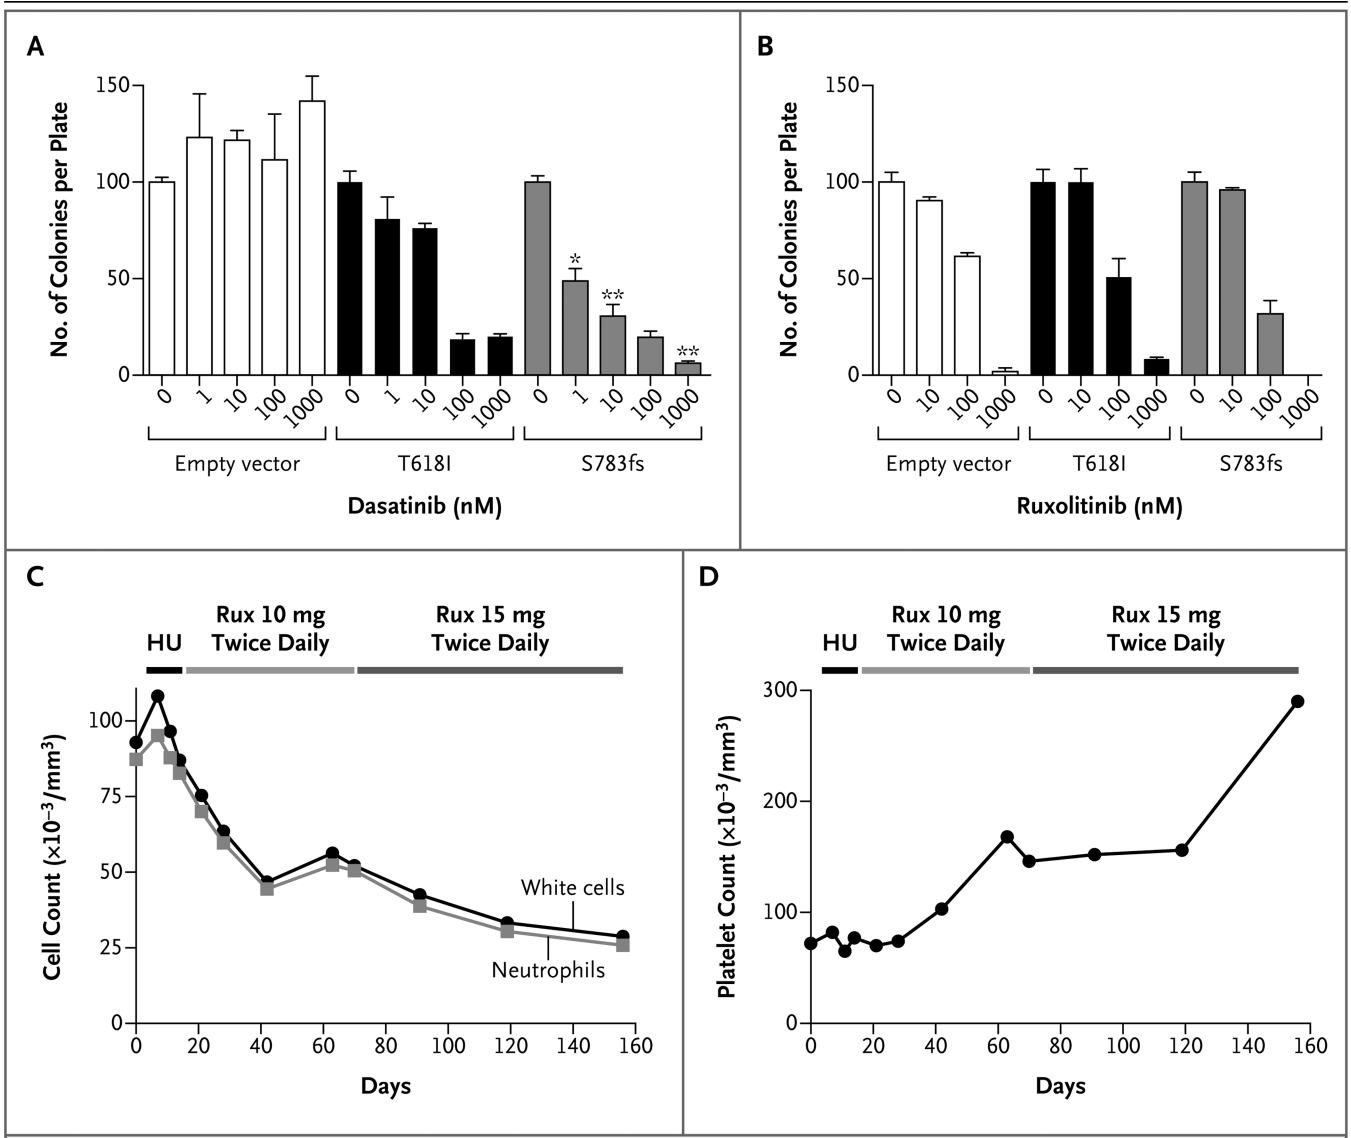 A
No. of Colonies per Plate
150
100
50
0
*
**
**
0 1 10 100 1000 0 1 10 100 1000 0 1 10 100 1000
Empty vector T618I S783fs
Dasatinib (nM)
B
No. of Colonies per Plate
150
100
50
0
0 10 100 1000 0 10 100 1000 0 10 100 1000
Empty vector T618I S783fs
Ruxolitinib (nM)
C
HU
Rux 10 mg
Twice Daily
Rux 15 mg
Twice Daily
Cell Count (×10⁻³/mm³)
100
75
50
25
0
White cells
Neutrophils
0 20 40 60 80 100 120 140 160
Days
D
HU
Rux 10 mg
Twice Daily
Rux 15 mg
Twice Daily
Platelet Count (×10⁻³/mm³)
300
200
100
0
0 20 40 60 80 100 120 140 160
Days